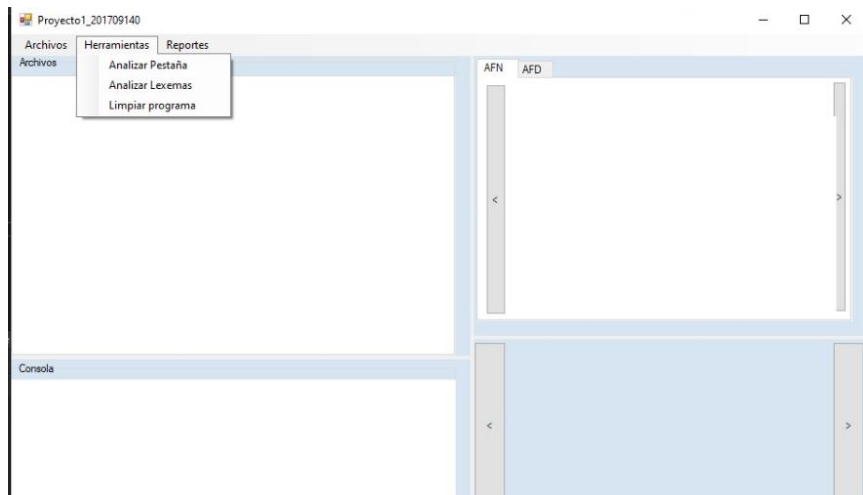 Proyecto1_201709140
Archivos Herramientas Reportes
Archivos
Analizar Pestaña
Analizar Lexemas
Limpiar programa
AFN AFD
< >
Consola
< >